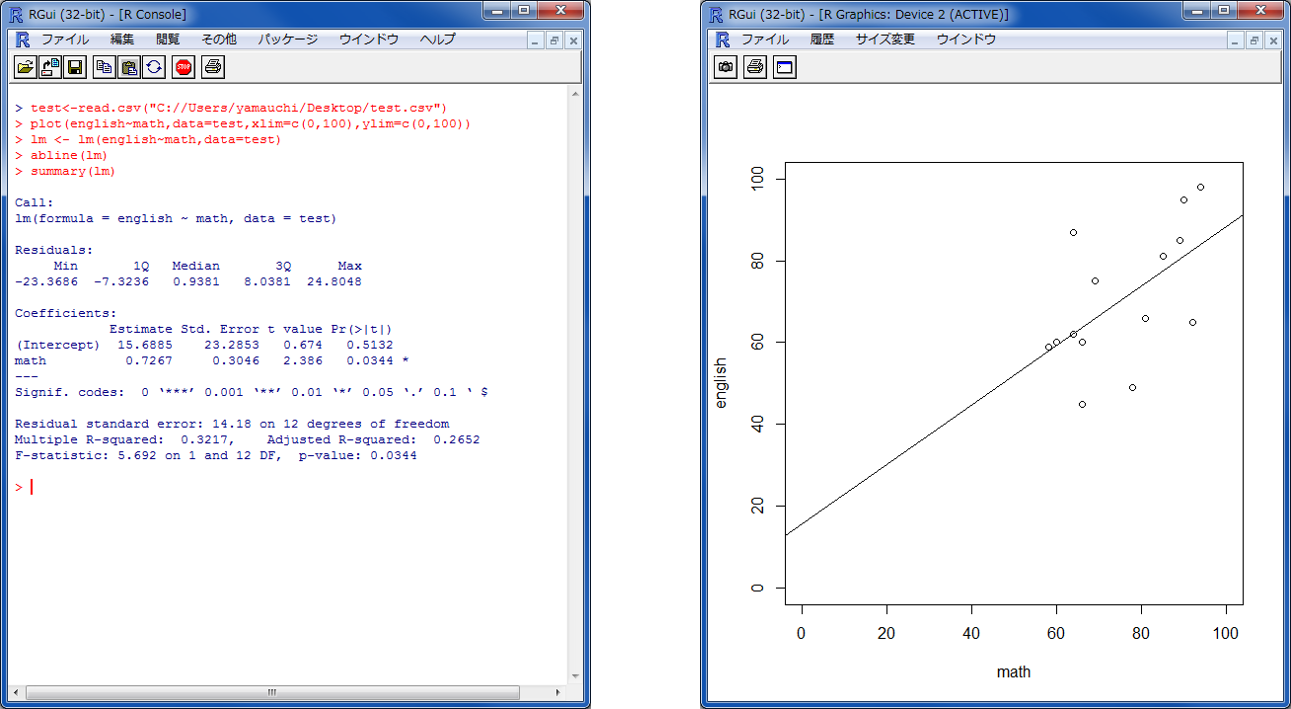 RGui (32-bit) - [R Console]
ファイル 編集 閲覧 その他 パッケージ ウインドウ ヘルプ
STOP
> test<-read.csv("C://Users/yamauchi/Desktop/test.csv")
> plot(english~math,data=test,xlim=c(0,100),ylim=c(0,100))
> lm <- lm(english~math,data=test)
> abline(lm)
> summary(lm)
Call:
lm(formula = english ~ math, data = test)
Residuals:
Min 1Q Median 3Q Max
-23.3686 -7.3236 0.9381 8.0381 24.8048
Coefficients:
Estimate Std. Error t value Pr(>|t|)
(Intercept) 15.6885 23.2853 0.674 0.5132
math 0.7267 0.3046 2.386 0.0344 *
---
Signif. codes: 0 ‘***’ 0.001 ‘**’ 0.01 ‘*’ 0.05 ‘.’ 0.1 ‘ $
Residual standard error: 14.18 on 12 degrees of freedom
Multiple R-squared: 0.3217, Adjusted R-squared: 0.2652
F-statistic: 5.692 on 1 and 12 DF, p-value: 0.0344
>
RGui (32-bit) - [R Graphics: Device 2 (ACTIVE)]
ファイル 履歴 サイズ変更 ウインドウ
100
80
60
40
20
0
english
0 20 40 60 80 100
math